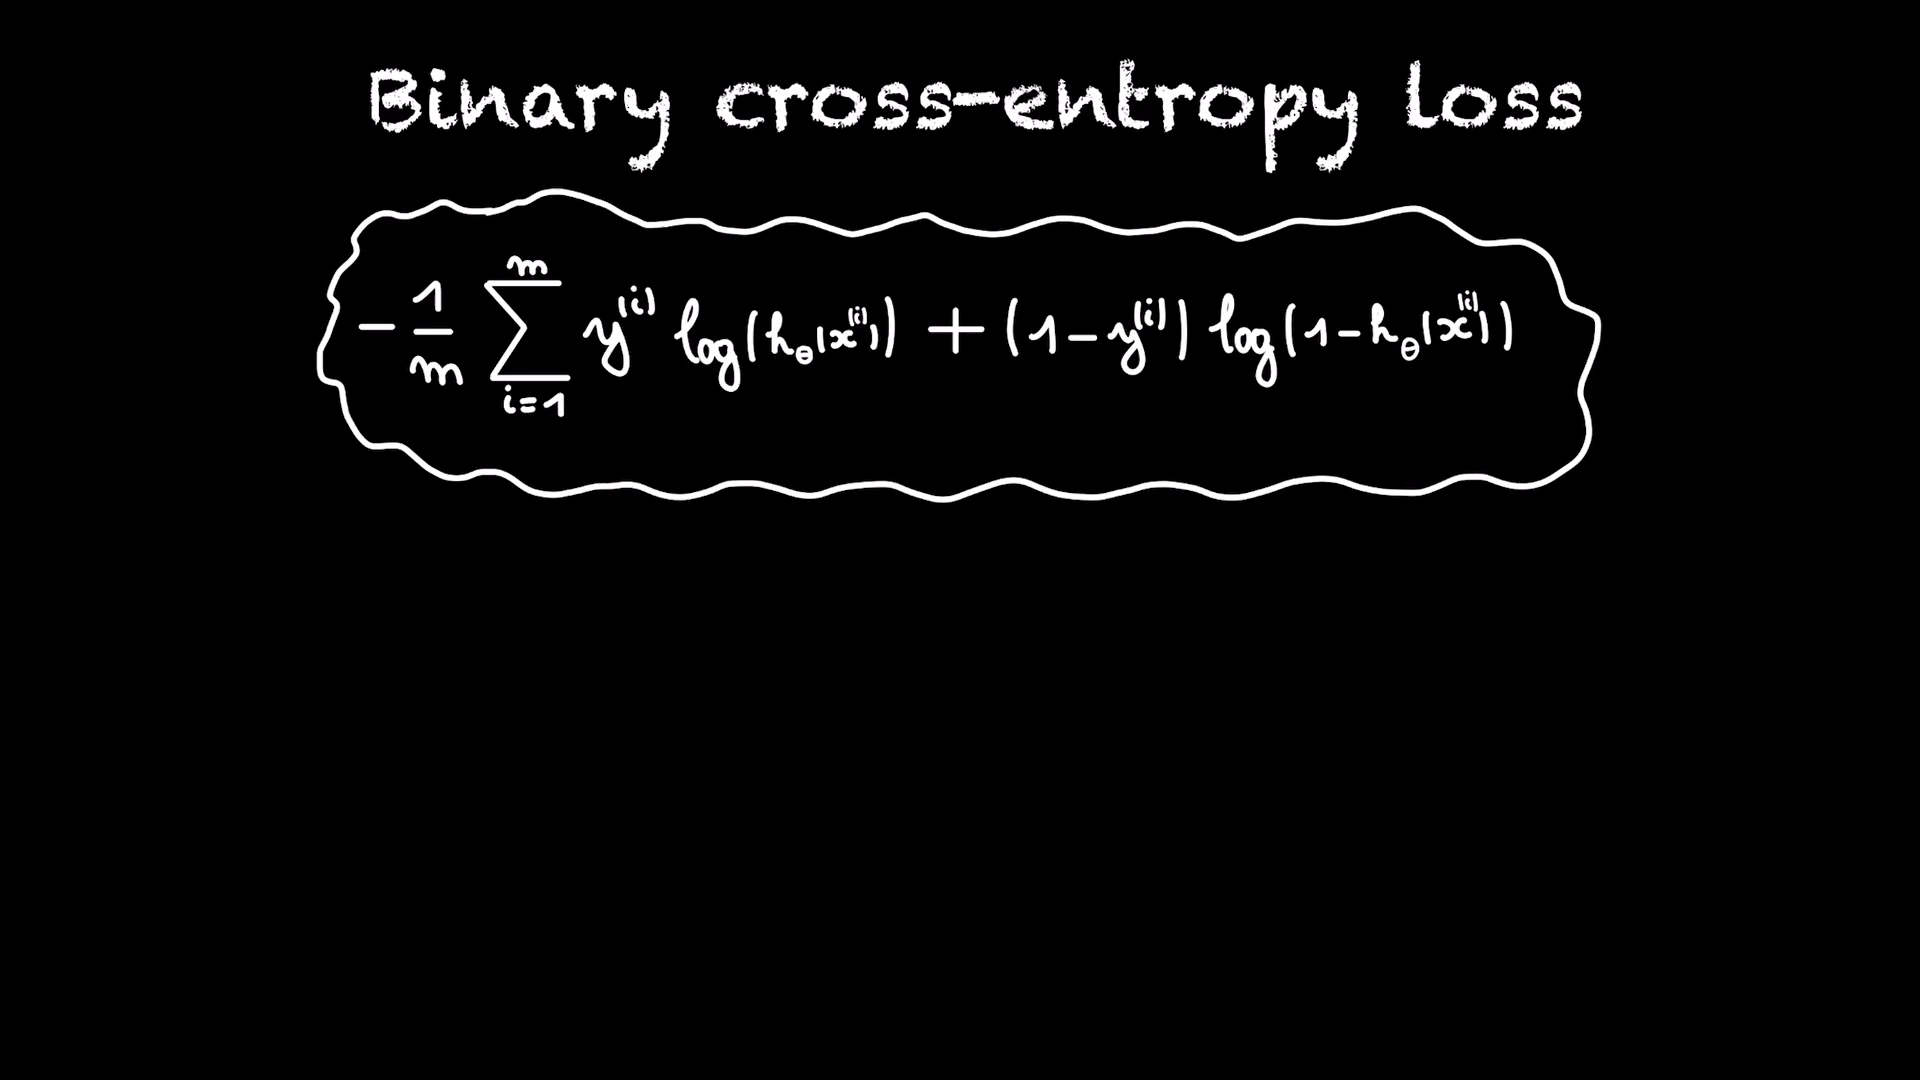 Binary cross-entropy loss
- 1/m ∑_{i=1}^{m} y^{(i)} log(h_θ(x^{(i)})) + (1-y^{(i)}) log(1-h_θ(x^{(i)}))